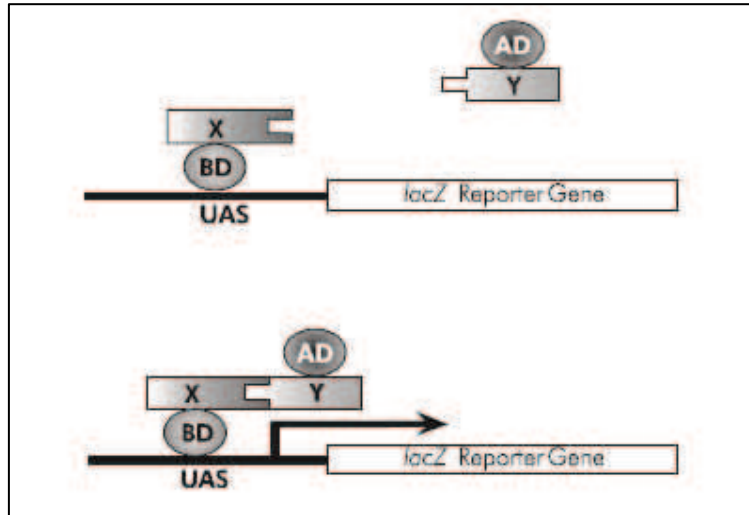 AD
Y
X
BD
UAS
lacZ Reporter Gene
AD
X
Y
BD
UAS
lacZ Reporter Gene